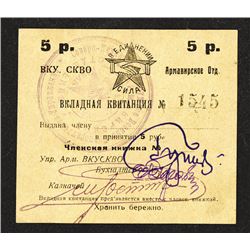 5 р. 5 р.
В ЕДИНЕНИИ СИЛА
ВКУ. СКВО Армавирское Отд.
ВКЛАДНАЯ КВИТАНЦИЯ № 1545
Выдана члену
в принятии 5 руб
Членская книжка №
Упр. Арм. ВКУСКВО
Бухгалтер
Казначей
Вкладная квитанция предъявляется вместе с членск. книжкой.
Хранить бережно.